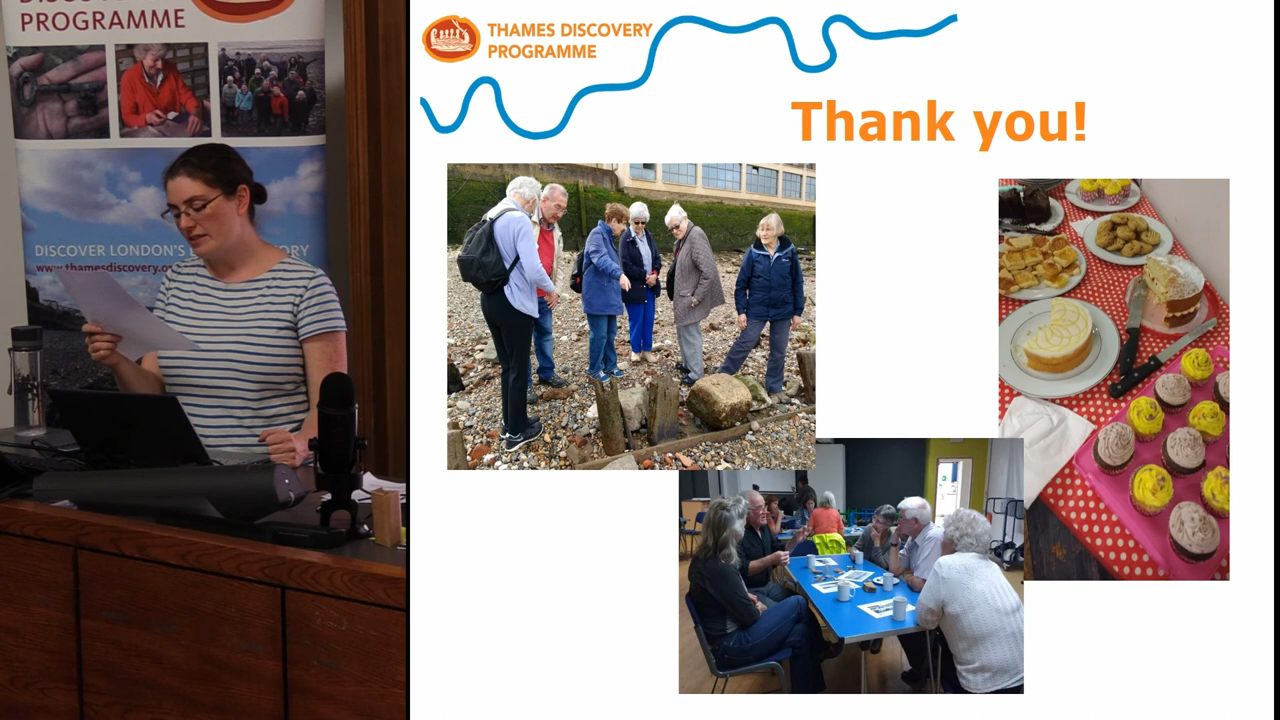 PROGRAMME
DISCOVER LONDON'S
www.thamesdiscovery.o
THAMES DISCOVERY
PROGRAMME
Thank you!